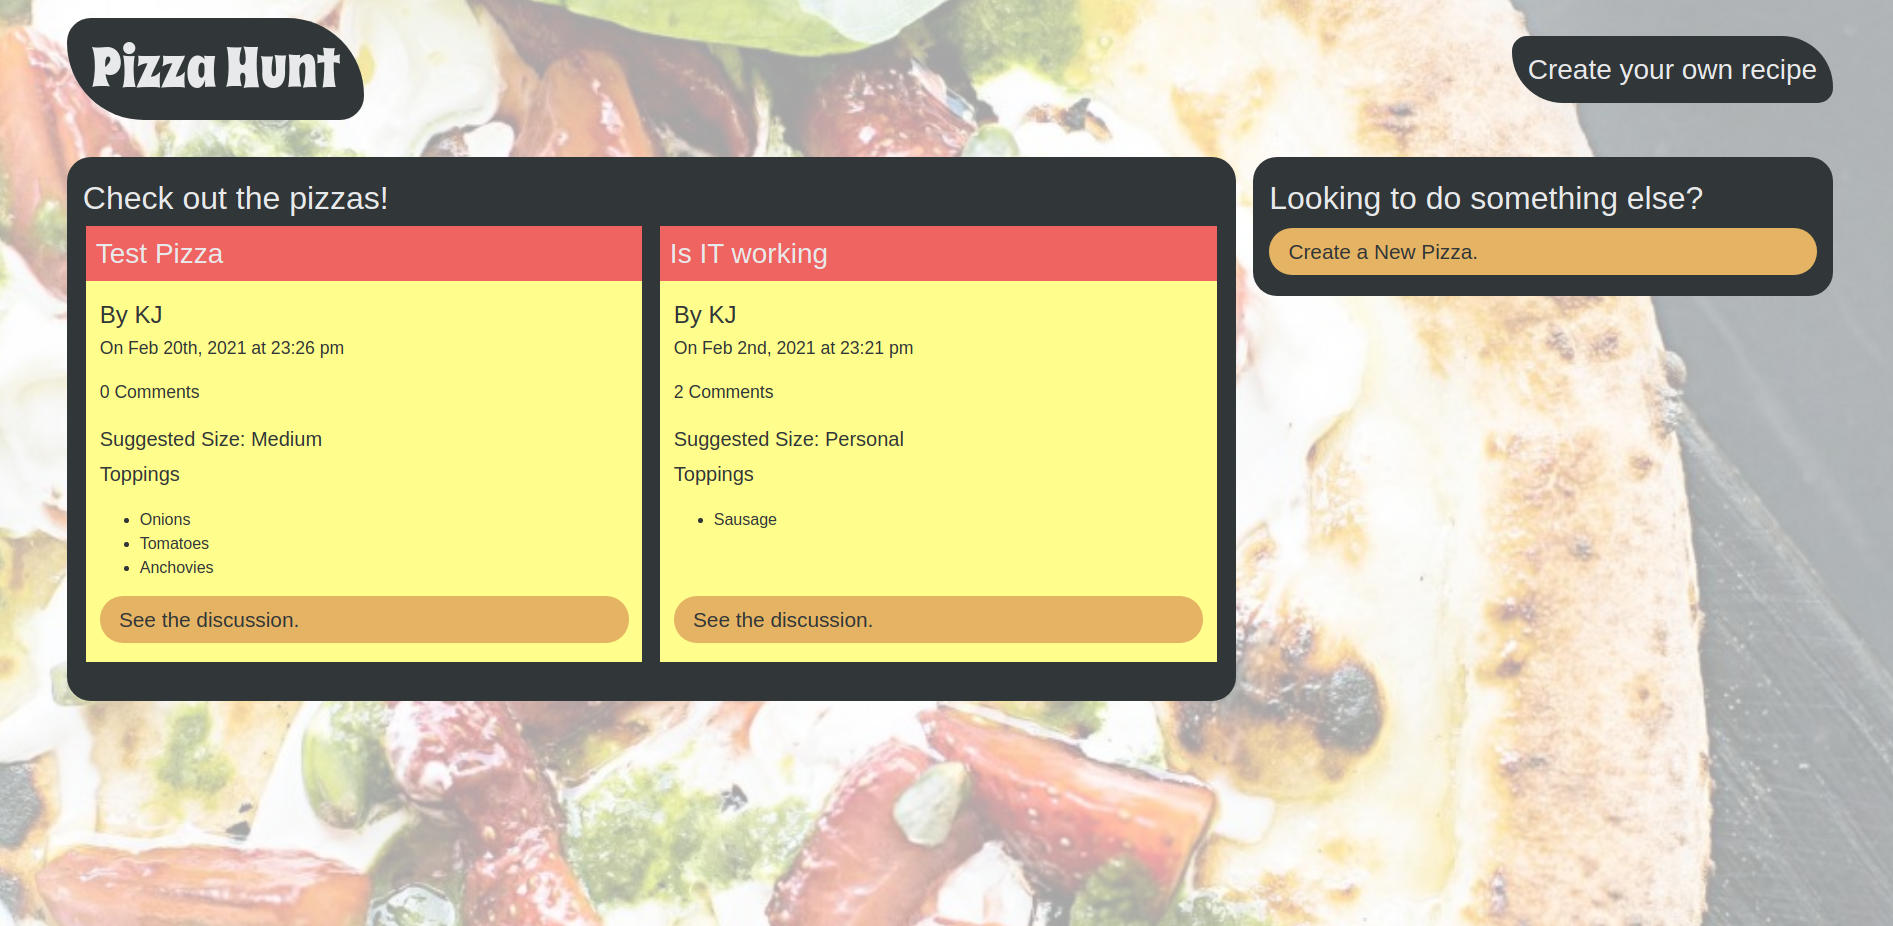 Pizza Hunt
Create your own recipe
Check out the pizzas!
Test Pizza
By KJ
On Feb 20th, 2021 at 23:26 pm
0 Comments
Suggested Size: Medium
Toppings
Onions
Tomatoes
Anchovies
See the discussion.
Is IT working
By KJ
On Feb 2nd, 2021 at 23:21 pm
2 Comments
Suggested Size: Personal
Toppings
Sausage
See the discussion.
Looking to do something else?
Create a New Pizza.